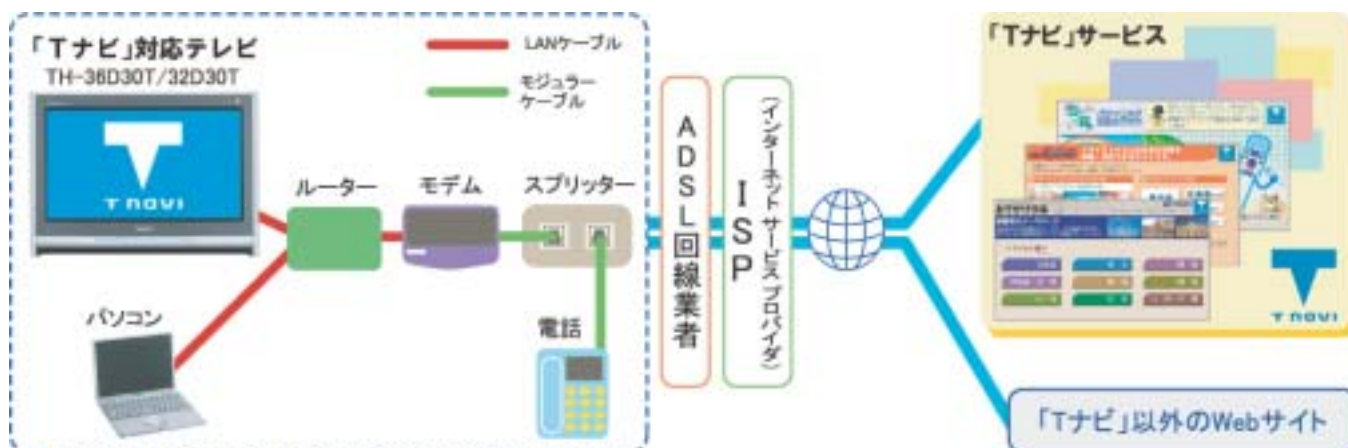 「Tナビ」対応テレビ
TH-36D30T/32D30T
LANケーブル
モジュラー
ケーブル
T navi
ルーター
モデム
スプリッター
パソコン
電話
ADSL回線業者
ISP
(インターネット サービス プロバイダ)
「Tナビ」サービス
T navi
「Tナビ」以外のWebサイト